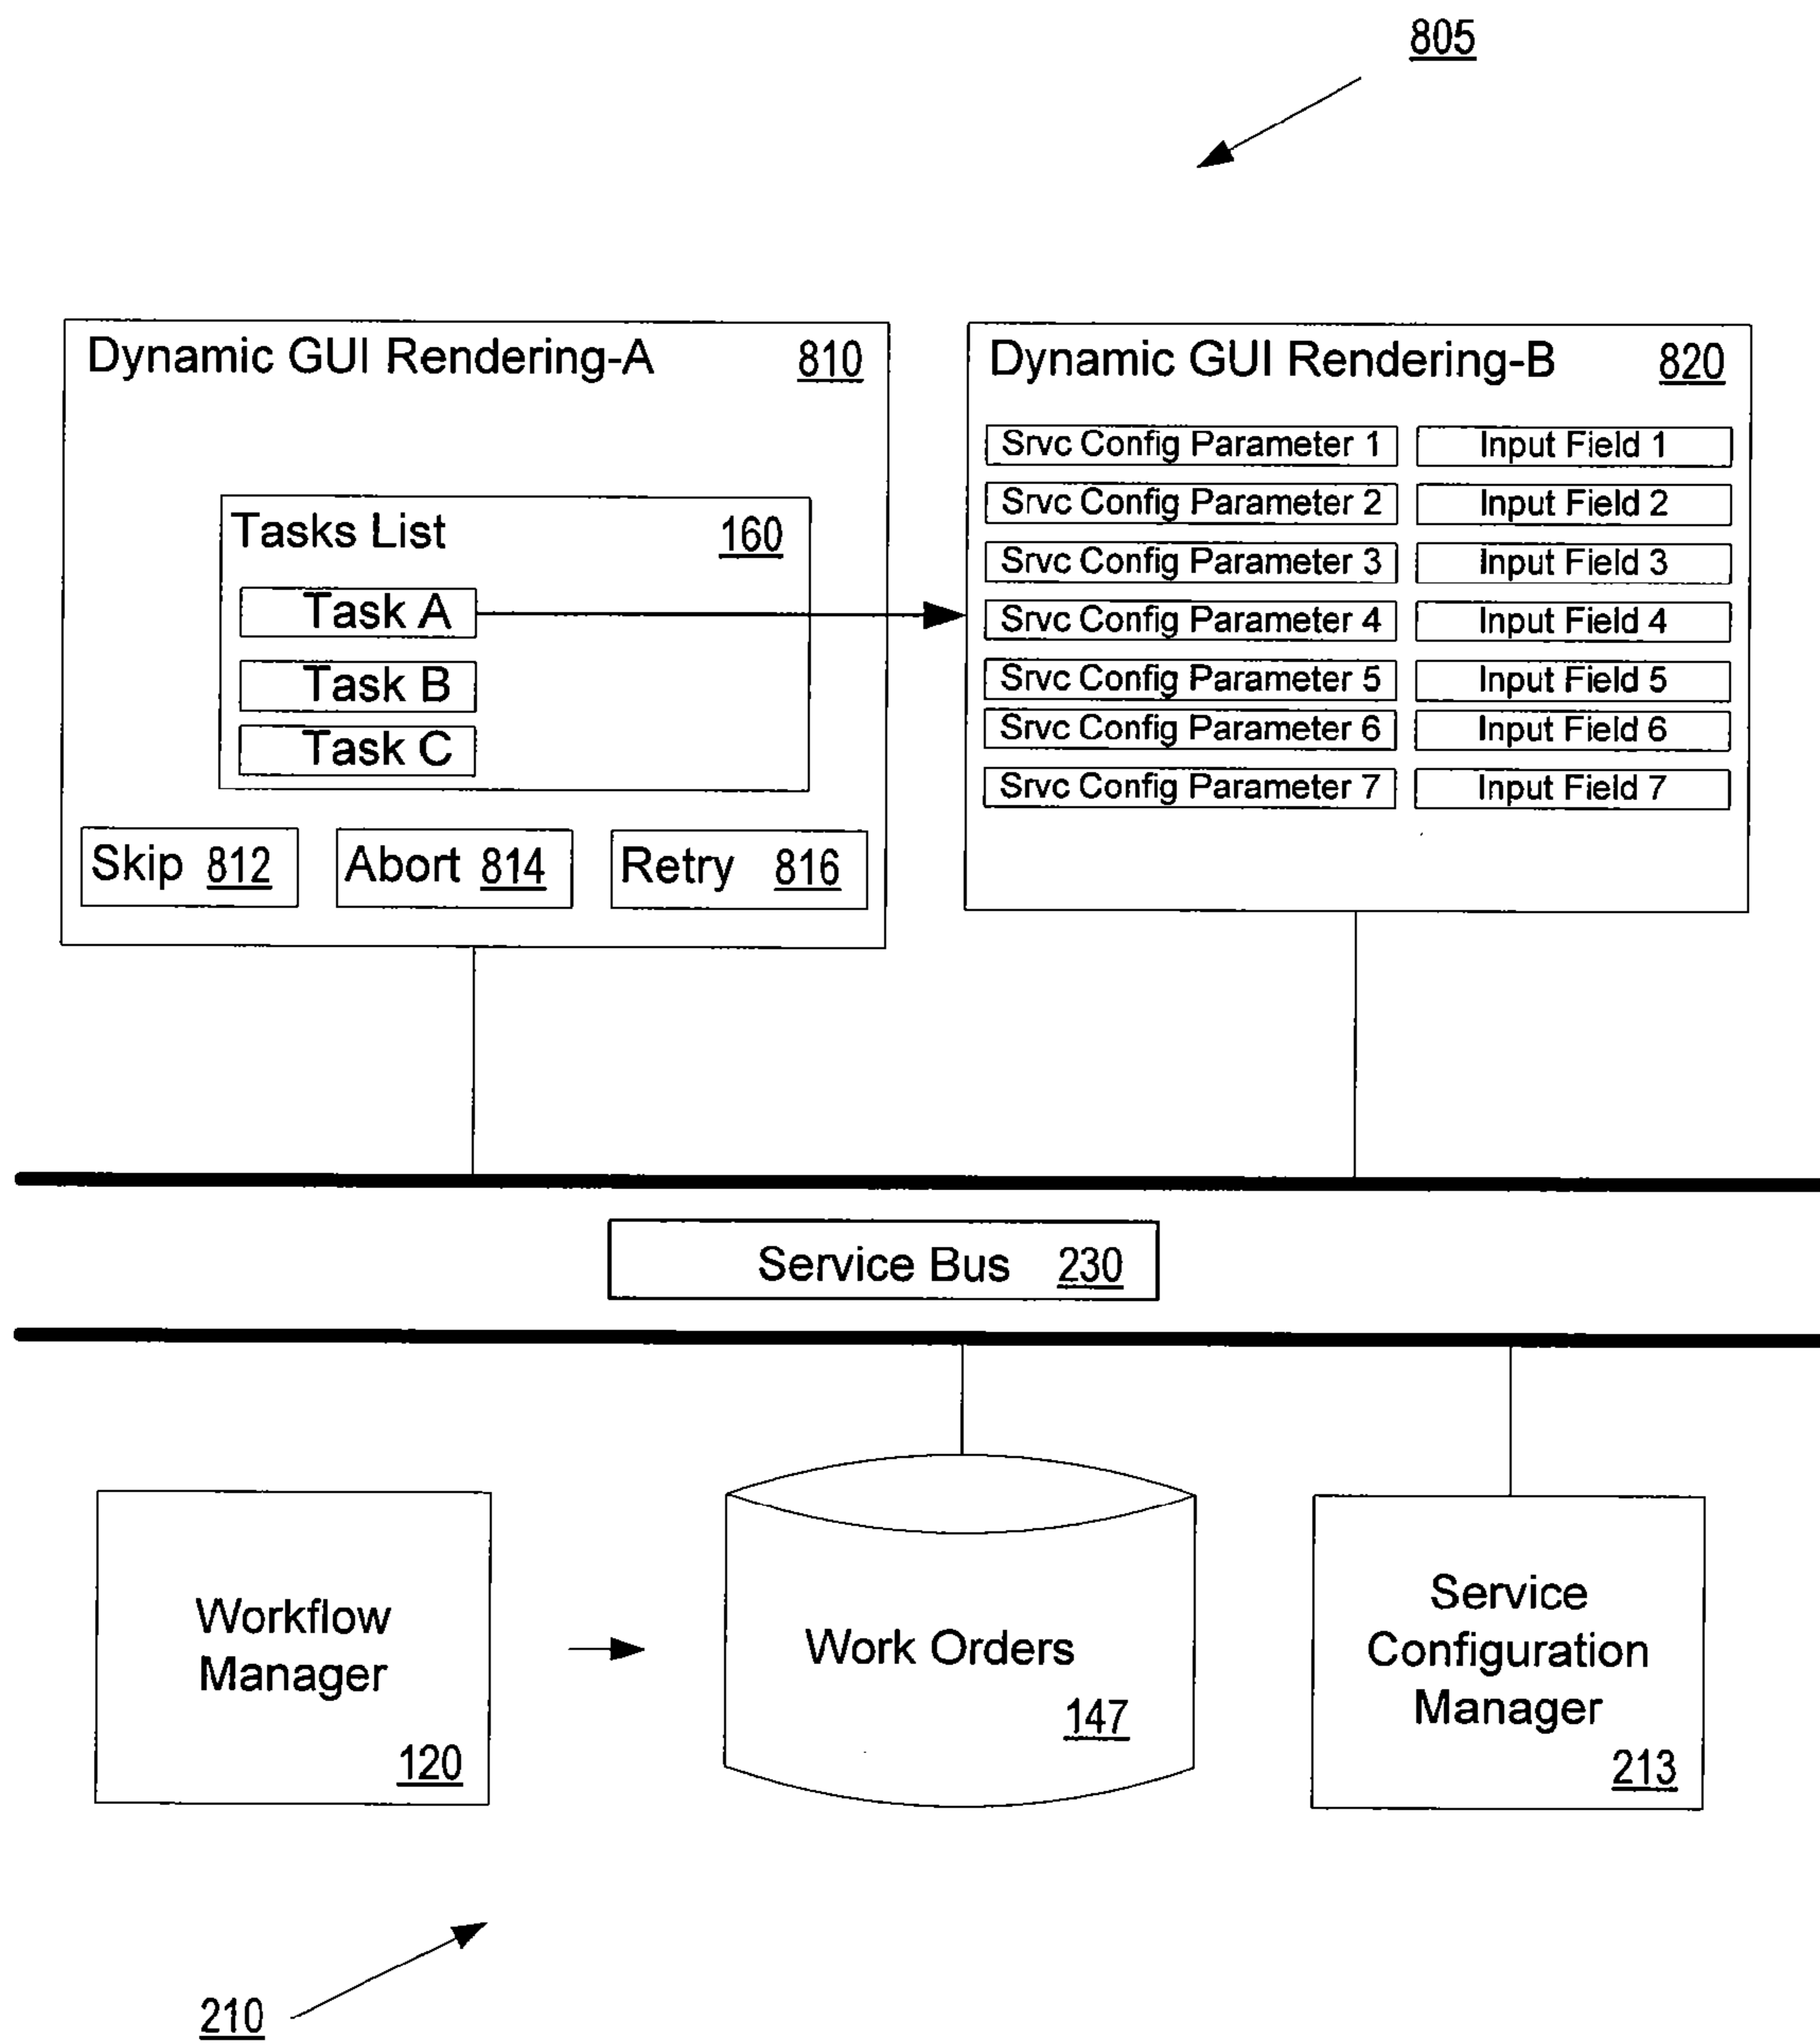 805
Dynamic GUI Rendering-A 810
Tasks List 160
Task A
Task B
Task C
Skip 812
Abort 814
Retry 816
Dynamic GUI Rendering-B 820
Srvc Config Parameter 1 Input Field 1
Srvc Config Parameter 2 Input Field 2
Srvc Config Parameter 3 Input Field 3
Srvc Config Parameter 4 Input Field 4
Srvc Config Parameter 5 Input Field 5
Srvc Config Parameter 6 Input Field 6
Srvc Config Parameter 7 Input Field 7
Service Bus 230
Workflow
Manager
120
Work Orders
147
Service
Configuration
Manager
213
210